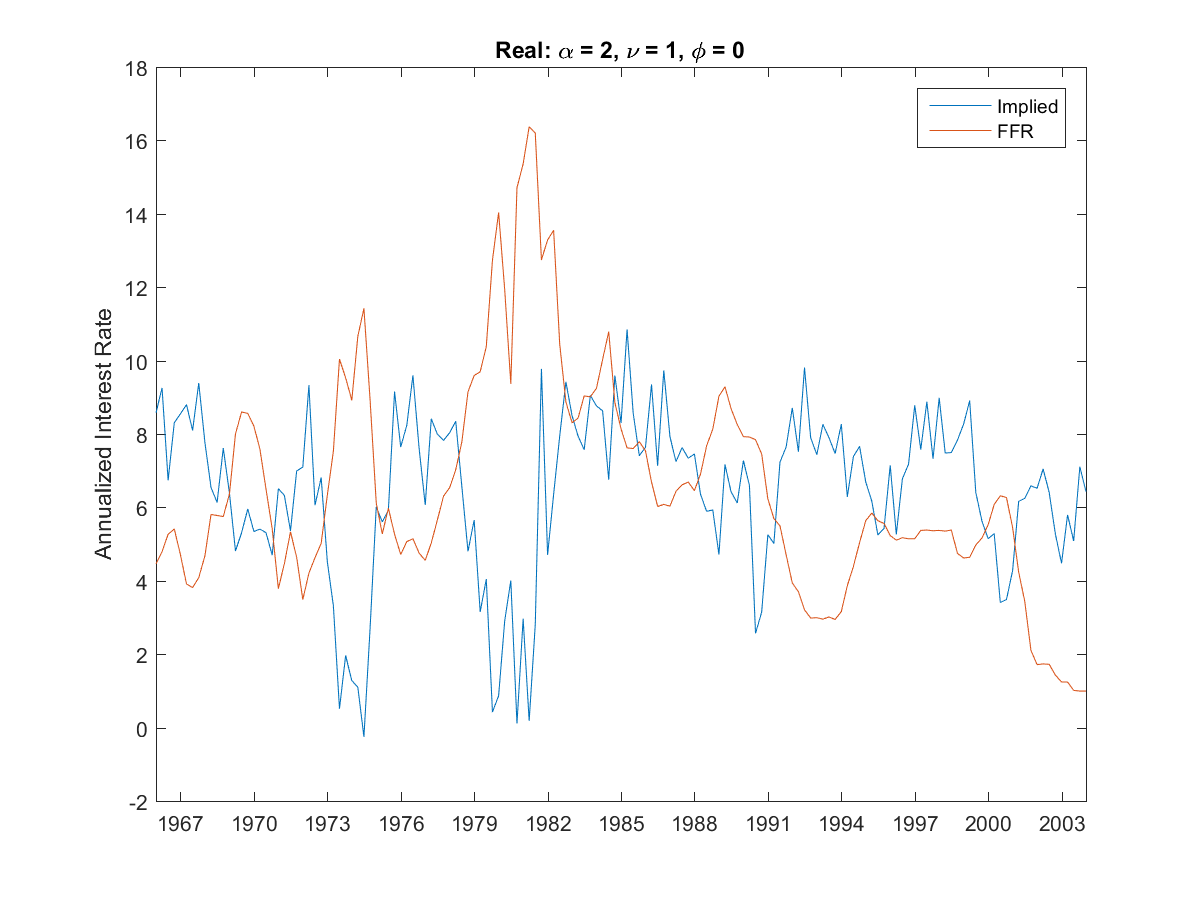 Real: α = 2, ν = 1, ϕ = 0
Implied
FFR
Annualized Interest Rate
18
16
14
12
10
8
6
4
2
0
-2
1967 1970 1973 1976 1979 1982 1985 1988 1991 1994 1997 2000 2003